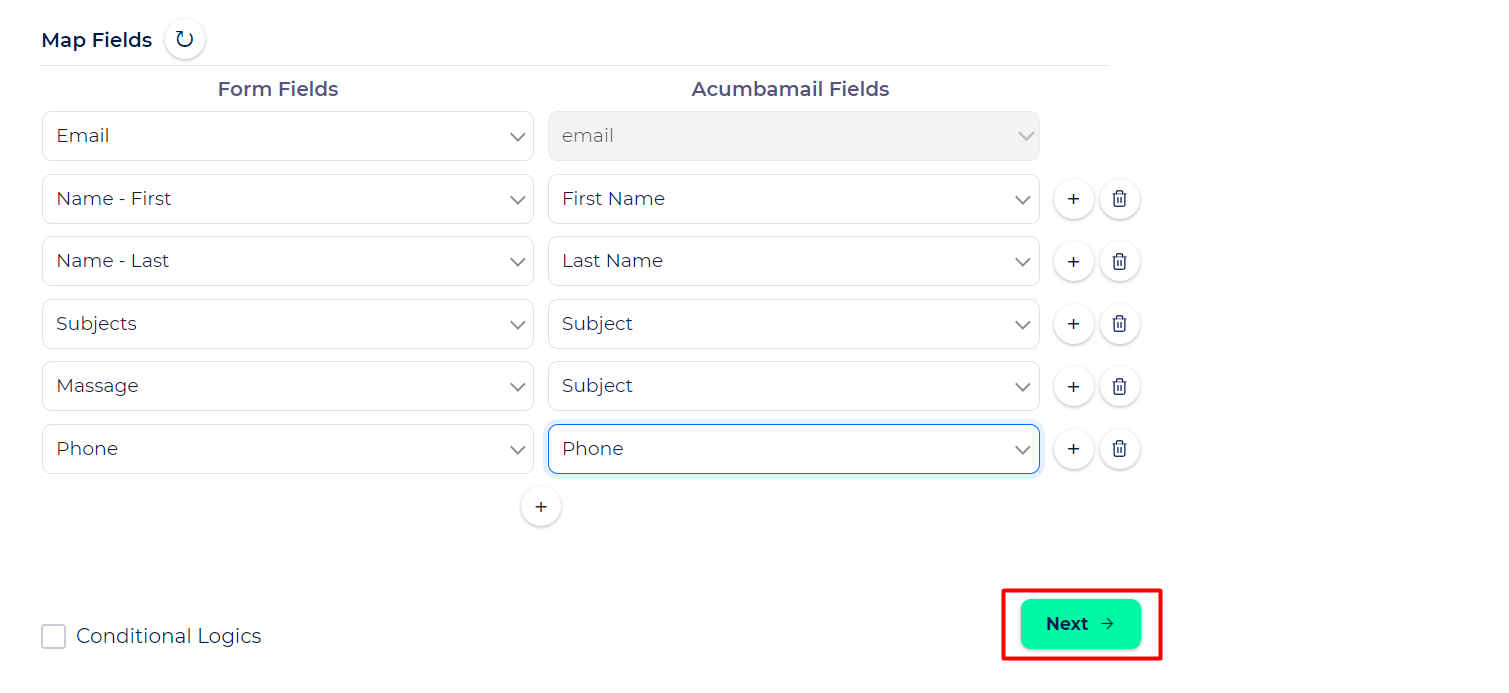 Map Fields
Form Fields Acumbamail Fields
Email email
Name - First First Name
Name - Last Last Name
Subjects Subject
Massage Subject
Phone Phone
Conditional Logics
Next